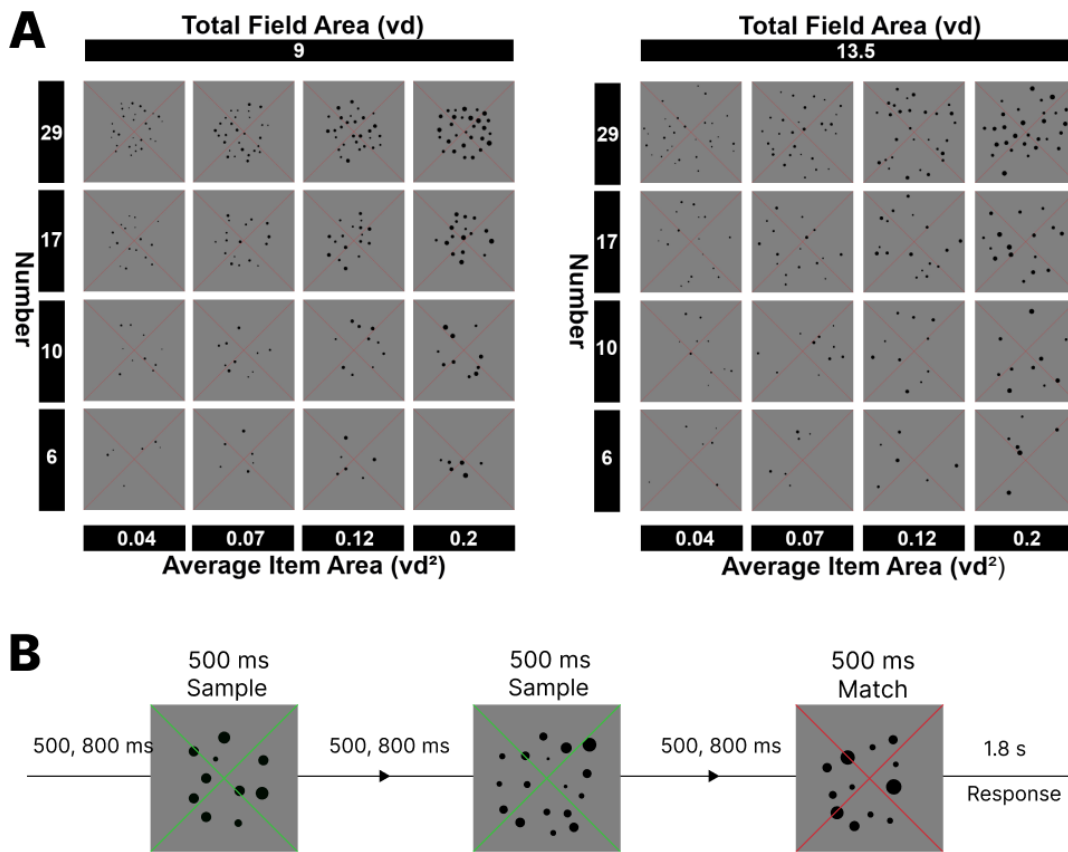 A
Total Field Area (vd)
9
Number
29
17
10
6
0.04 0.07 0.12 0.2
Average Item Area (vd²)
Total Field Area (vd)
13.5
Number
29
17
10
6
0.04 0.07 0.12 0.2
Average Item Area (vd²)
B
500 ms
Sample
500 ms
Sample
500 ms
Match
500, 800 ms
500, 800 ms
500, 800 ms
1.8 s
Response